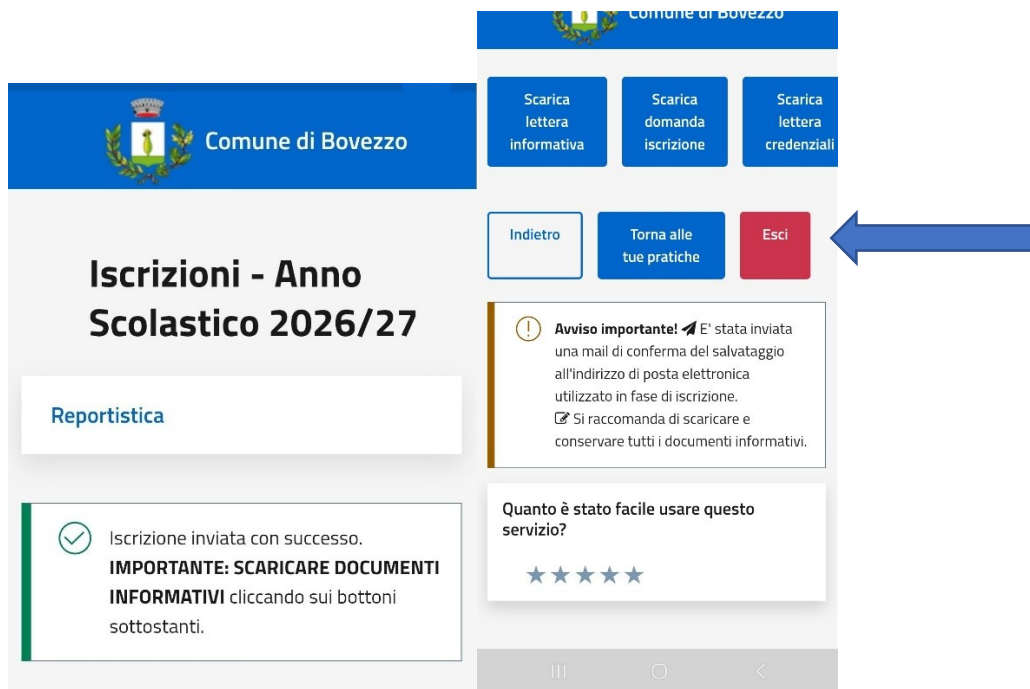 Comune di Bovezzo
Iscrizioni - Anno
Scolastico 2026/27
Reportistica
Iscrizione inviata con successo.
IMPORTANTE: SCARICARE DOCUMENTI
INFORMATIVI cliccando sui bottoni
sottostanti.
Comune di Bovezzo
Scarica
lettera
informativa
Scarica
domanda
iscrizione
Scarica
lettera
credenziali
Indietro
Torna alle
tue pratiche
Esci
Avviso importante! E' stata inviata
una mail di conferma del salvataggio
all'indirizzo di posta elettronica
utilizzato in fase di iscrizione.
Si raccomanda di scaricare e
conservare tutti i documenti informativi.
Quanto è stato facile usare questo
servizio?